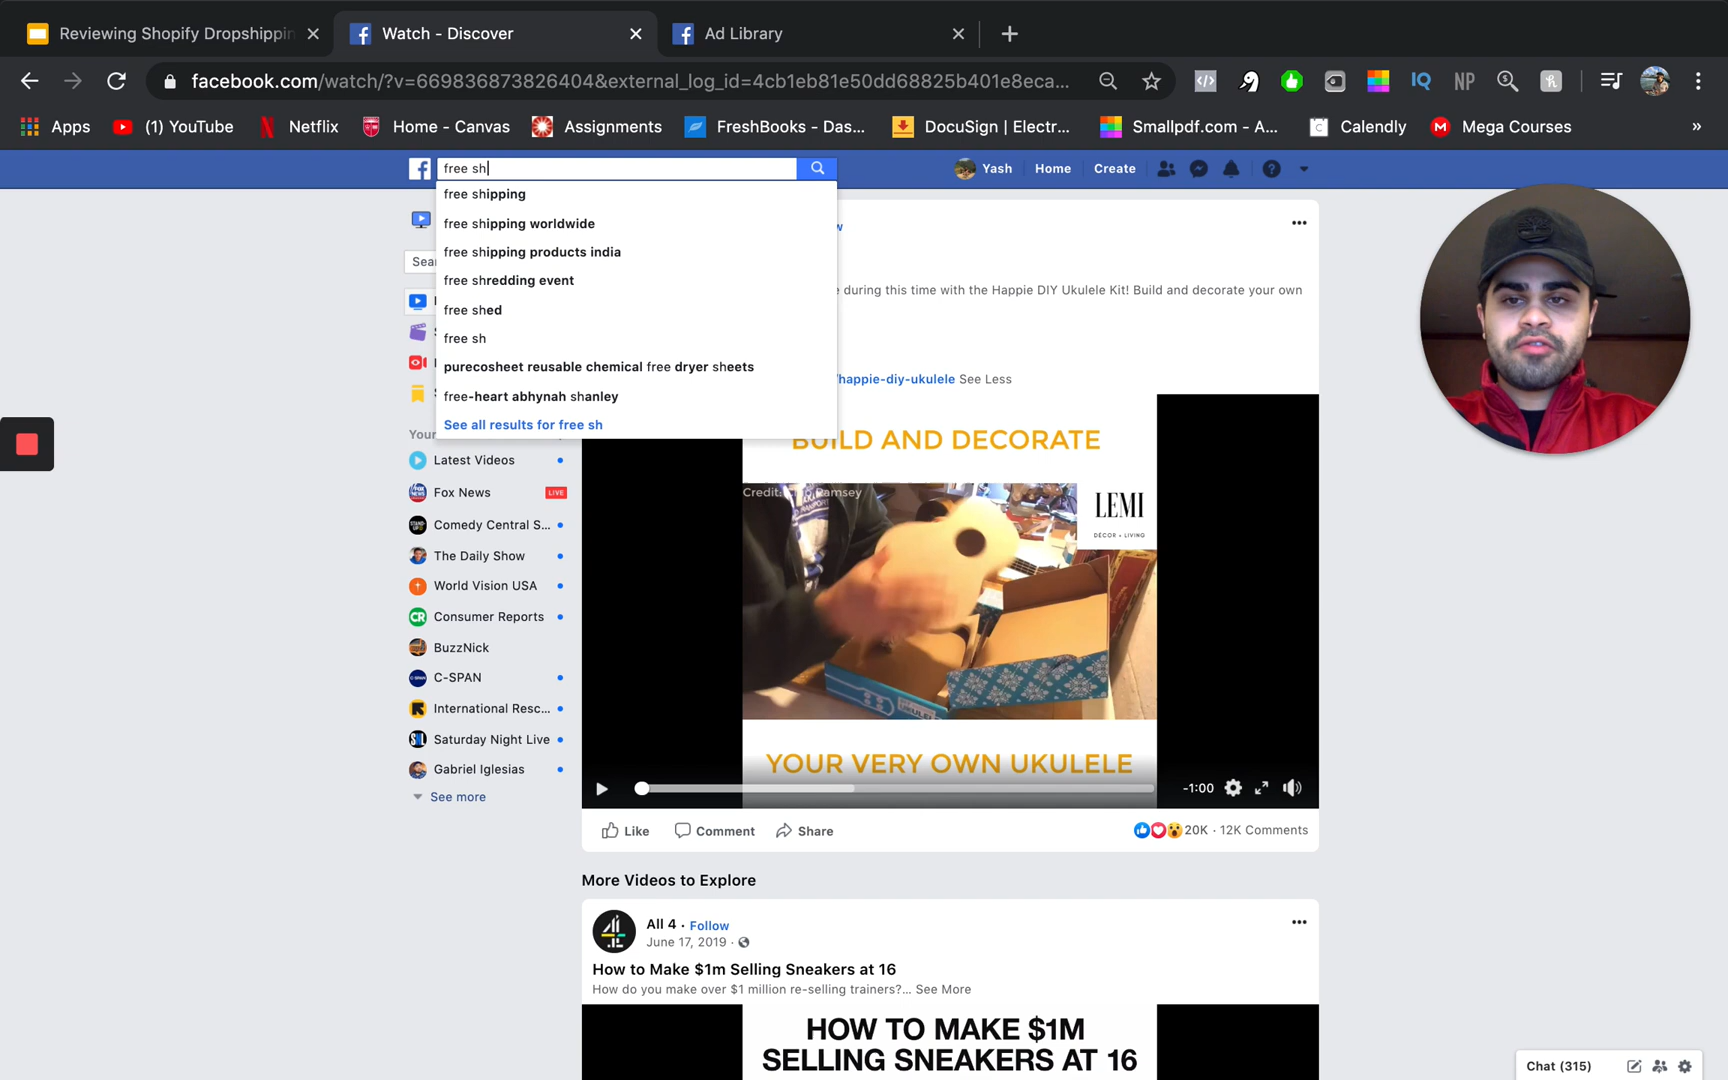 Reviewing Shopify Dropshippin
Watch - Discover
Ad Library
facebook.com/watch/?v=669836873826404&external_log_id=4cb1eb81e50dd68825b401e8eca...
Apps
(1) YouTube
Netflix
Home - Canvas
Assignments
FreshBooks - Das...
DocuSign | Electr...
Smallpdf.com - A...
Calendly
Mega Courses
»
free sh
Yash
Home
Create
free shipping
free shipping worldwide
free shipping products india
free shredding event
free shed
free sh
purecosheet reusable chemical free dryer sheets
free-heart abhynah shanley
See all results for free sh
Sear
during this time with the Happie DIY Ukulele Kit! Build and decorate your own
/happie-diy-ukulele See Less
Your
Latest Videos
Fox News
LIVE
Comedy Central S...
The Daily Show
World Vision USA
Consumer Reports
BuzzNick
C-SPAN
International Resc...
Saturday Night Live
Gabriel Iglesias
See more
BUILD AND DECORATE
LEMI
DECOR + LIVING
YOUR VERY OWN UKULELE
-1:00
Like
Comment
Share
20K · 12K Comments
More Videos to Explore
All 4 · Follow
June 17, 2019 ·
How to Make $1m Selling Sneakers at 16
How do you make over $1 million re-selling trainers?... See More
HOW TO MAKE $1M
SELLING SNEAKERS AT 16
Chat (315)